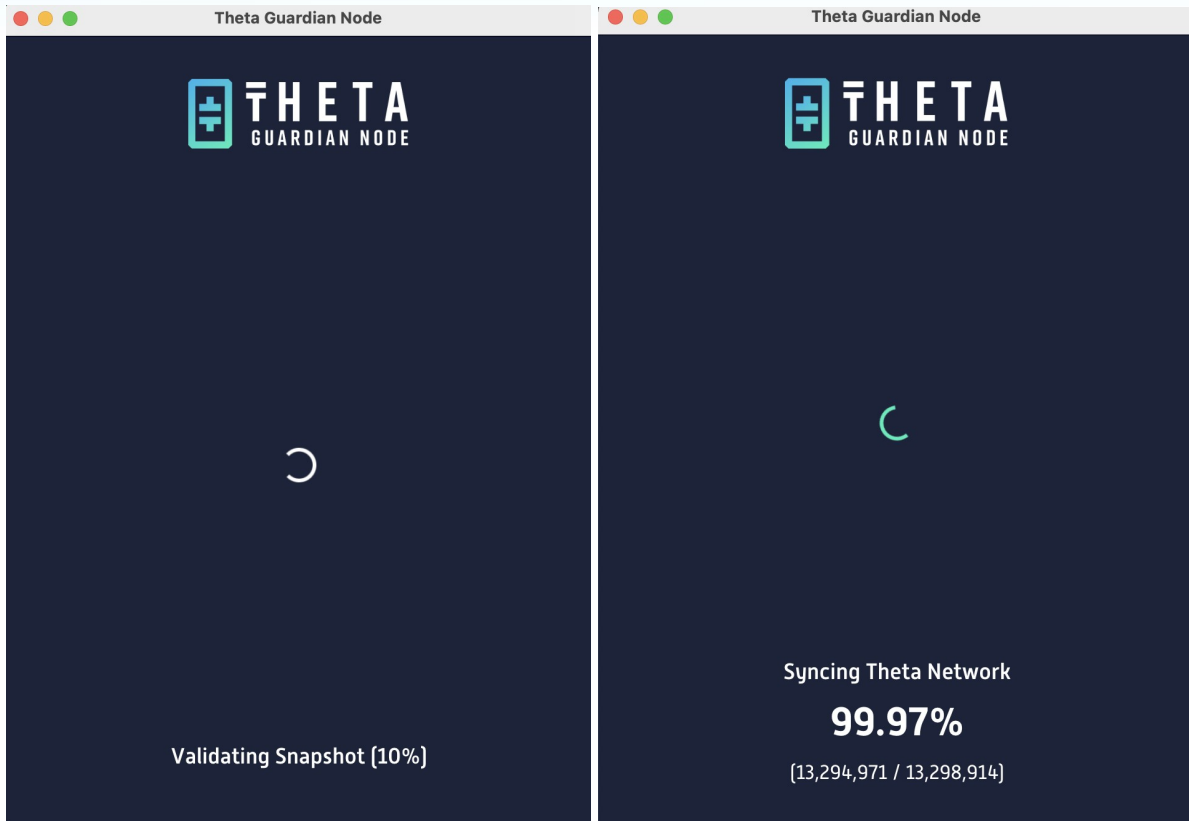 Theta Guardian Node
THETA
GUARDIAN NODE
Validating Snapshot (10%)
Theta Guardian Node
THETA
GUARDIAN NODE
Syncing Theta Network
99.97%
(13,294,971 / 13,298,914)